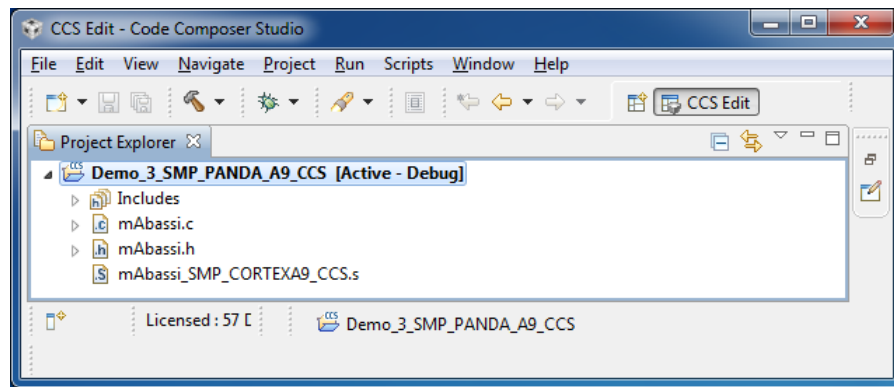 CCS Edit - Code Composer Studio
File Edit View Navigate Project Run Scripts Window Help
CCS Edit
Project Explorer
Demo_3_SMP_PANDA_A9_CCS [Active - Debug]
Includes
mAbassi.c
mAbassi.h
mAbassi_SMP_CORTEXA9_CCS.s
Licensed : 57 Demo_3_SMP_PANDA_A9_CCS